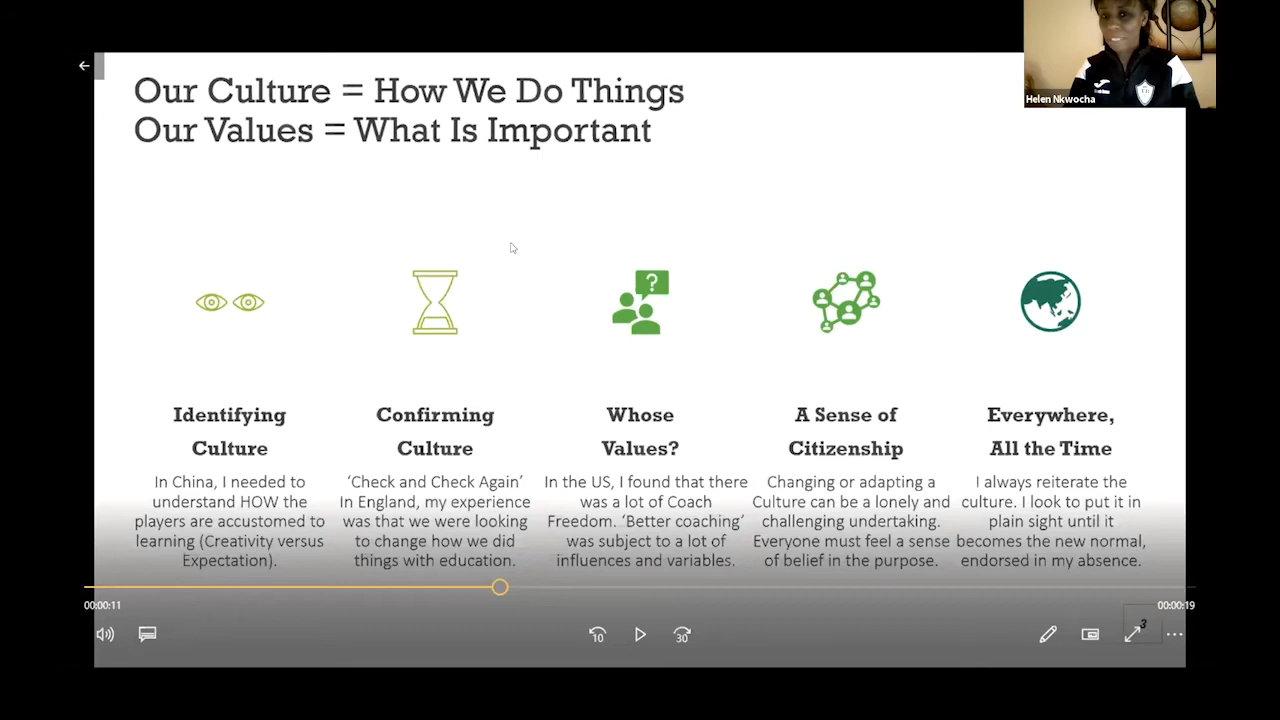 Our Culture = How We Do Things
Our Values = What Is Important
Helen Nkwocha
?
Identifying
Culture
In China, I needed to
understand HOW the
players are accustomed to
learning (Creativity versus
Expectation).
Confirming
Culture
‘Check and Check Again’
In England, my experience
was that we were looking
to change how we did
things with education.
Whose
Values?
In the US, I found that there
was a lot of Coach
Freedom. ‘Better coaching’
was subject to a lot of
influences and variables.
A Sense of
Citizenship
Changing or adapting a
Culture can be a lonely and
challenging undertaking.
Everyone must feel a sense
of belief in the purpose.
Everywhere,
All the Time
I always reiterate the
culture. I look to put it in
plain sight until it
becomes the new normal,
endorsed in my absence.
00:00:11
00:00:19
10
30
3